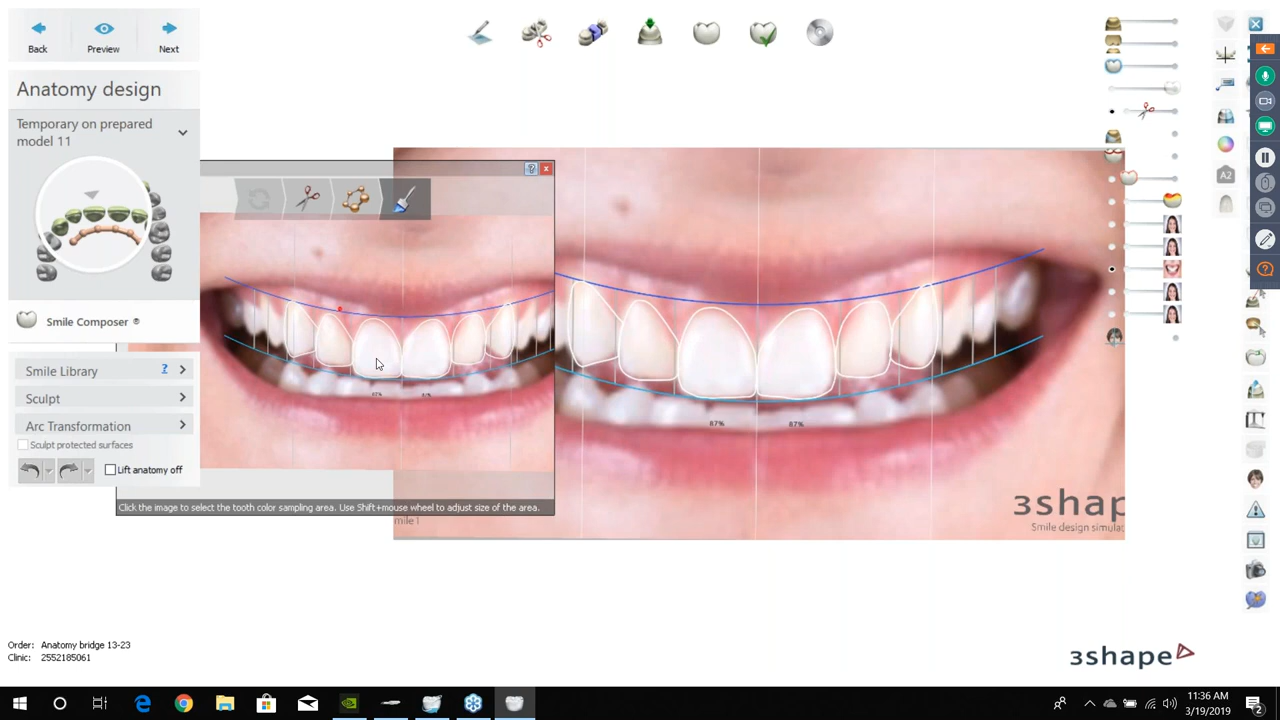 Back
Preview
Next
Anatomy design
Temporary on prepared
model 11
Smile Composer ®
Smile Library
?
Sculpt
Arc Transformation
Sculpt protected surfaces
Lift anatomy off
?
x
Click the image to select the tooth color sampling area. Use Shift+mouse wheel to adjust size of the area.
87%
87%
A2
3shape
Smile design simulat
Order: Anatomy bridge 13-23
Clinic: 2552185061
3shape
11:36 AM
3/19/2019
2